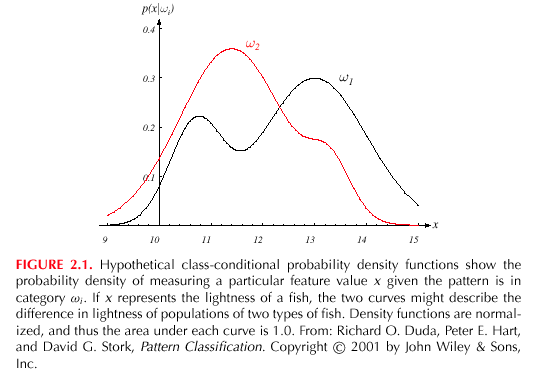 p(x|ω_i)
0.4
ω₂
0.3
ω₁
0.2
0.1
x
9 10 11 12 13 14 15
FIGURE 2.1. Hypothetical class-conditional probability density functions show the
probability density of measuring a particular feature value x given the pattern is in
category ω_i. If x represents the lightness of a fish, the two curves might describe the
difference in lightness of populations of two types of fish. Density functions are normal-
ized, and thus the area under each curve is 1.0. From: Richard O. Duda, Peter E. Hart,
and David G. Stork, Pattern Classification. Copyright © 2001 by John Wiley & Sons,
Inc.